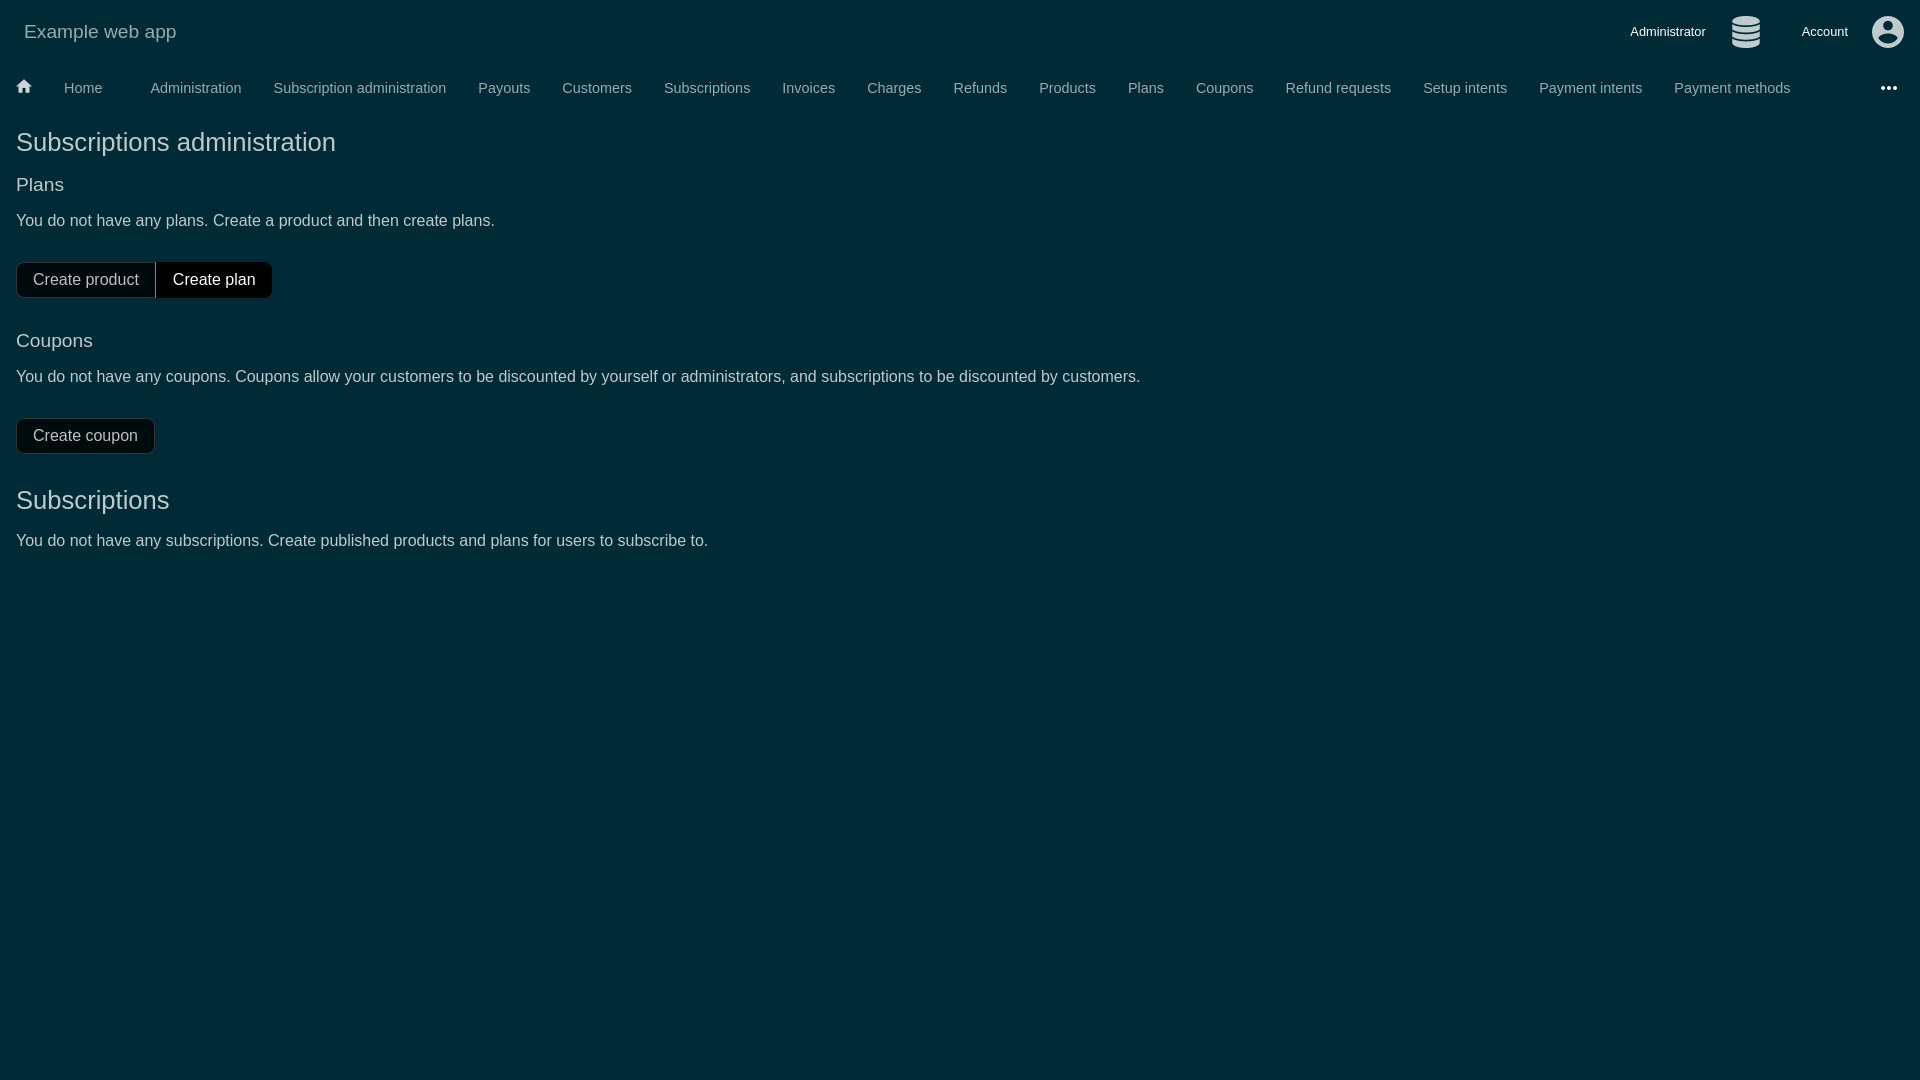 Example web app
Administrator
Account
Home
Administration
Subscription administration
Payouts
Customers
Subscriptions
Invoices
Charges
Refunds
Products
Plans
Coupons
Refund requests
Setup intents
Payment intents
Payment methods
Subscriptions administration
Plans
You do not have any plans. Create a product and then create plans.
Create product
Create plan
Coupons
You do not have any coupons. Coupons allow your customers to be discounted by yourself or administrators, and subscriptions to be discounted by customers.
Create coupon
Subscriptions
You do not have any subscriptions. Create published products and plans for users to subscribe to.